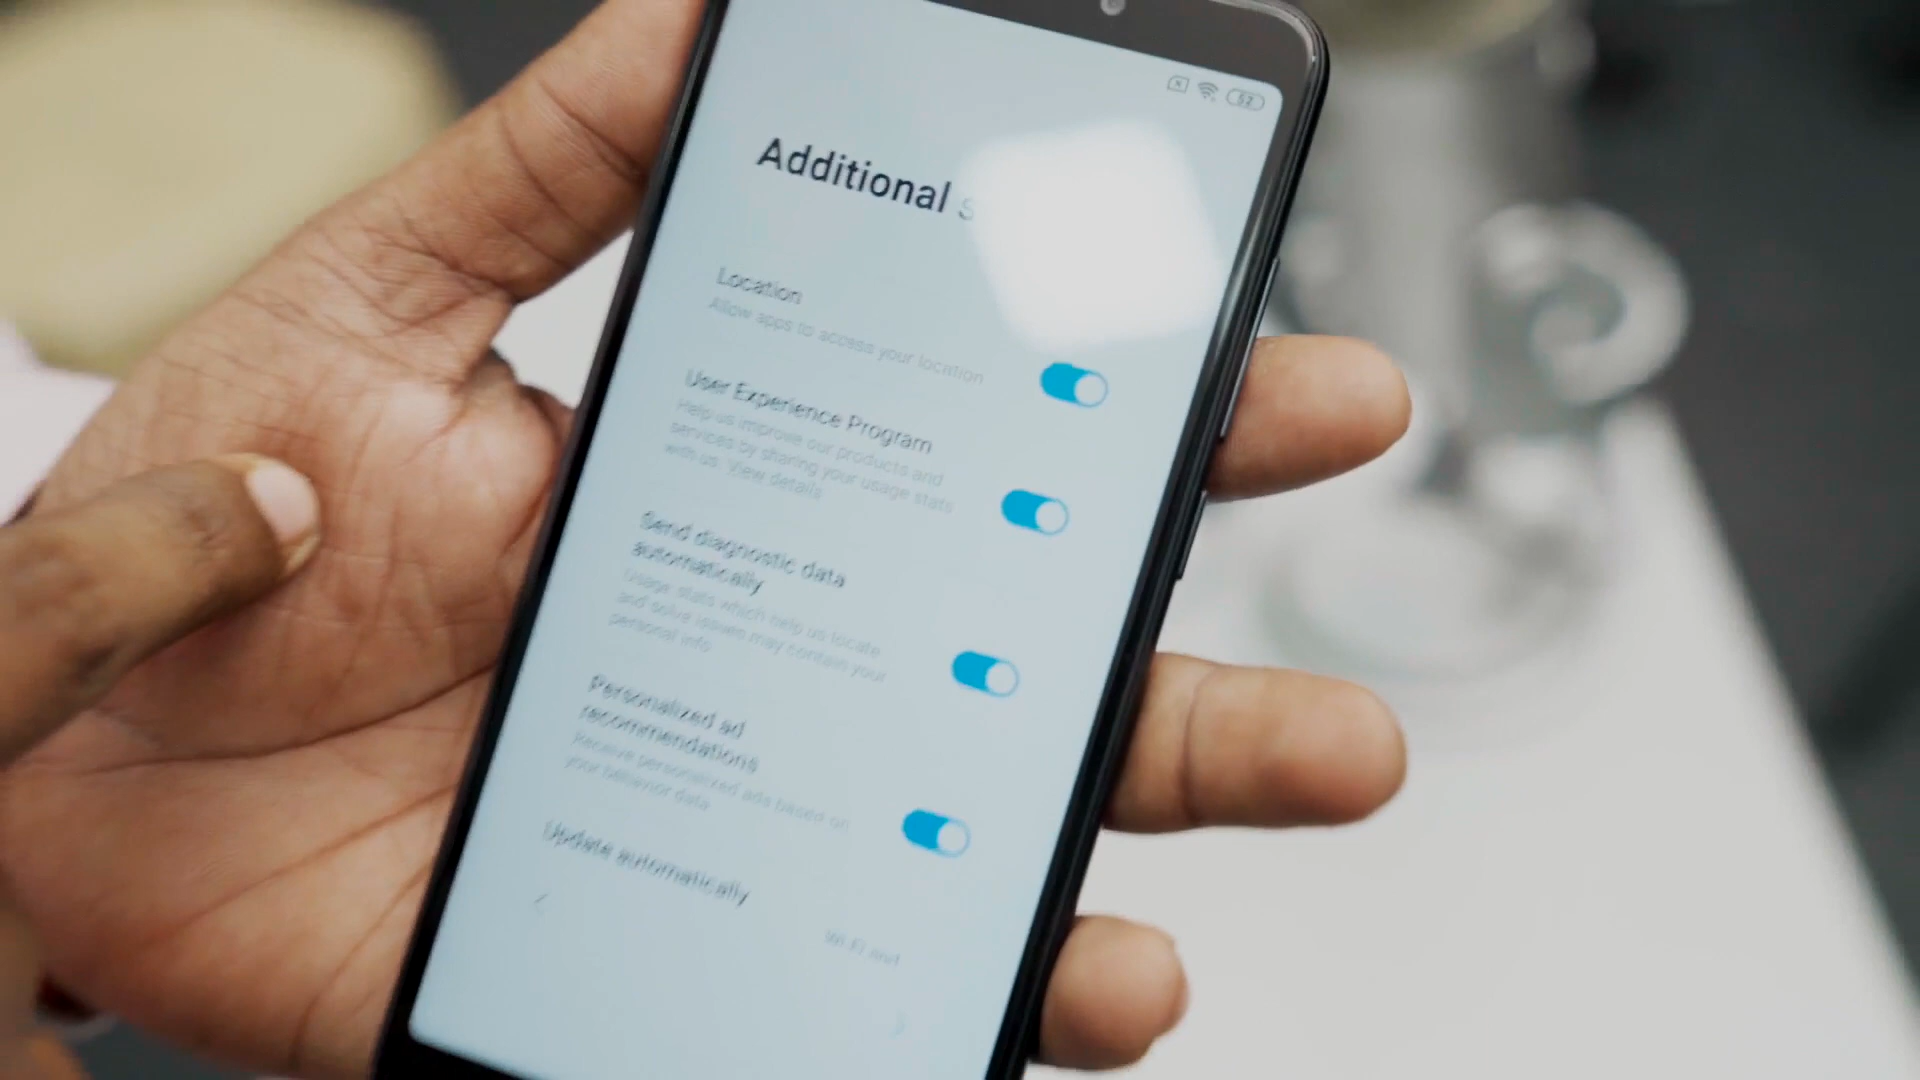 52
Additional s
Location
Allow apps to access your location
User Experience Program
Help us improve our products and
services by sharing your usage stats
with us. View details
Send diagnostic data
automatically
Usage stats which help us locate
and solve issues may contain your
personal info
Personalized ad
recommendations
Receive personalized ads based on
your behavior data
Update automatically
Wi-Fi and